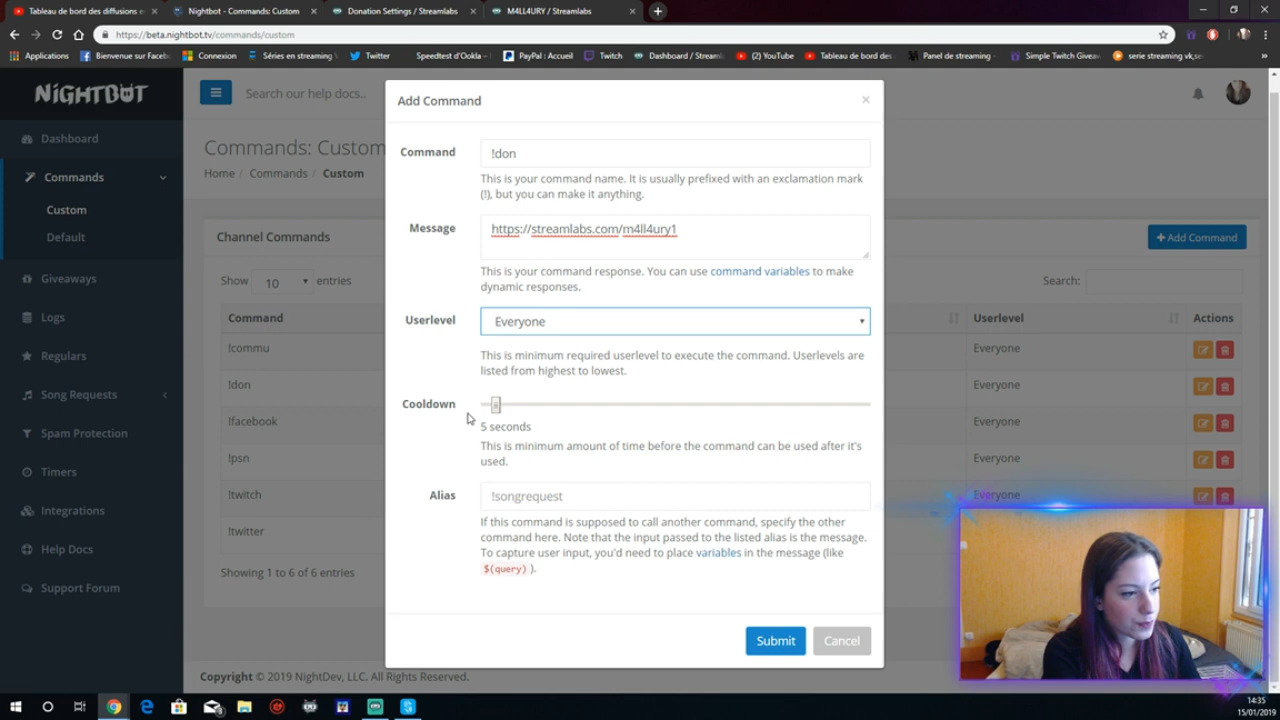 Tableau de bord des diffusions e
Nightbot - Commands: Custom
Donation Settings / Streamlabs
M4LL4URY / Streamlabs
https://beta.nightbot.tv/commands/custom
Applications
Bienvenue sur Faceb
Connexion
Séries en streaming
Twitter
Speedtest d'Ookla –
PayPal : Accueil
Twitch
Dashboard / Streaml
(2) YouTube
Tableau de bord des
Panel de streaming
Simple Twitch Givea
serie streaming vk,se
NIGHTBOT
Search our help docs..
Dashboard
Commands
Custom
Default
Giveaways
Logs
Regulars
Song Requests
Spam Protection
Timers
Integrations
Help Docs
Support Forum
Commands: Custom
Home / Commands / Custom
Channel Commands
+ Add Command
Show 10 entries
Search:
Command
Userlevel
Actions
!commu
Everyone
!don
Everyone
!facebook
Everyone
!psn
Everyone
!twitch
Everyone
!twitter
Showing 1 to 6 of 6 entries
Copyright © 2019 NightDev, LLC. All Rights Reserved.
Add Command
×
Command
!don
This is your command name. It is usually prefixed with an exclamation mark
(!), but you can make it anything.
Message
https://streamlabs.com/m4ll4ury1
This is your command response. You can use command variables to make
dynamic responses.
Userlevel
Everyone
This is minimum required userlevel to execute the command. Userlevels are
listed from highest to lowest.
Cooldown
5 seconds
This is minimum amount of time before the command can be used after it's
used.
Alias
!songrequest
If this command is supposed to call another command, specify the other
command here. Note that the input passed to the listed alias is the message.
To capture user input, you'd need to place variables in the message (like
$(query) ).
Submit
Cancel
14:35
15/01/2019